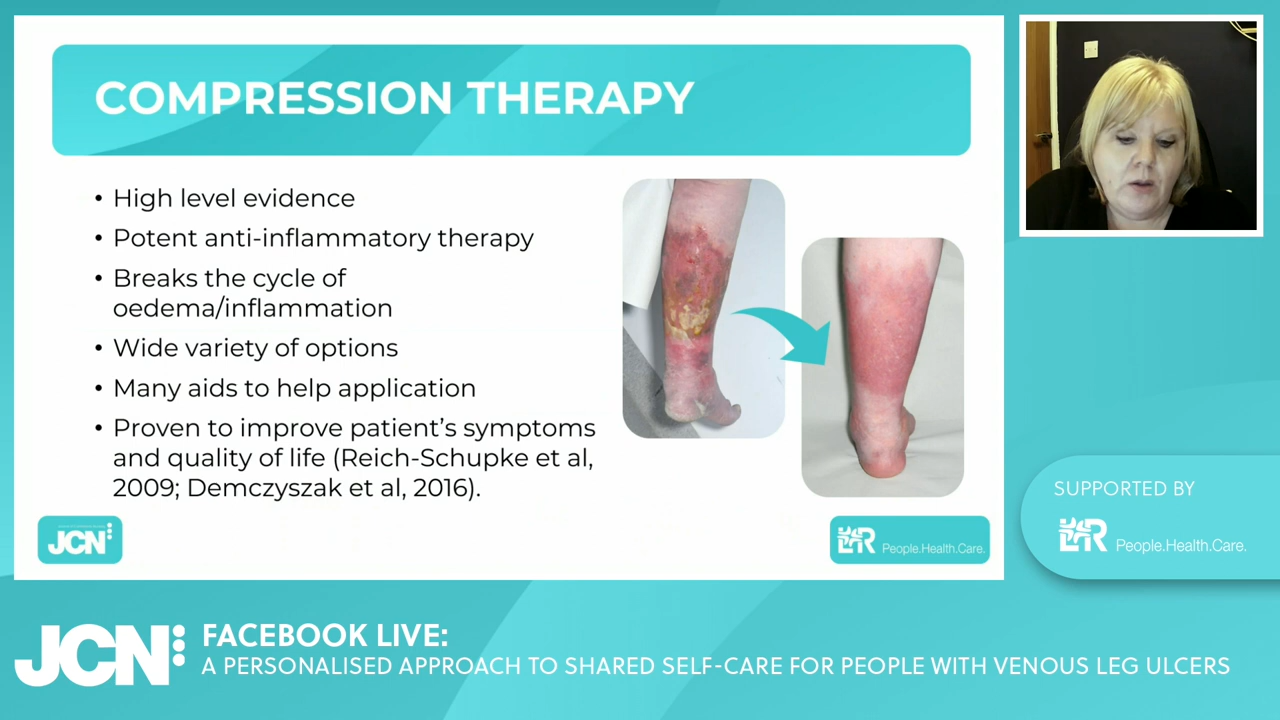 COMPRESSION THERAPY
• High level evidence
• Potent anti-inflammatory therapy
• Breaks the cycle of
oedema/inflammation
• Wide variety of options
• Many aids to help application
• Proven to improve patient's symptoms
and quality of life (Reich-Schupke et al,
2009; Demczyszak et al, 2016).
JCN
L&R People.Health.Care.
SUPPORTED BY
L&R People.Health.Care.
JCN
FACEBOOK LIVE:
A PERSONALISED APPROACH TO SHARED SELF-CARE FOR PEOPLE WITH VENOUS LEG ULCERS